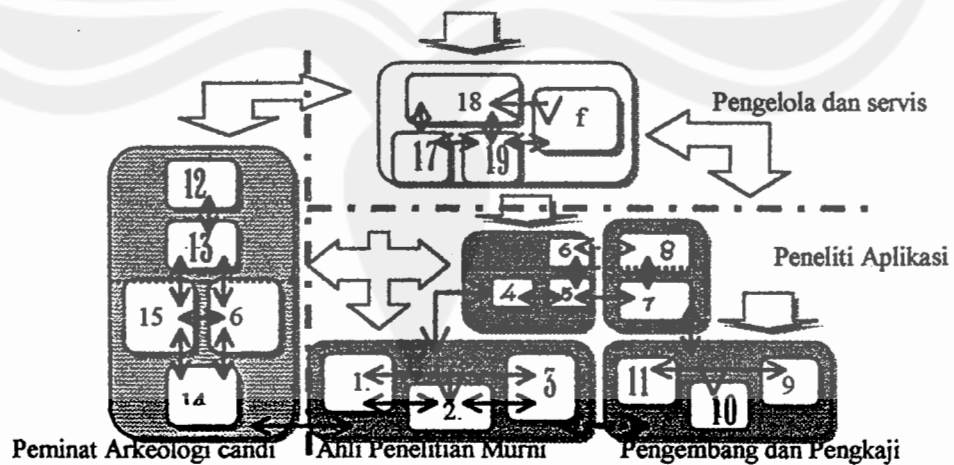 18 f
Pengelola dan servis
17 19
12
13
6 8
Peneliti Aplikasi
4 5 7
15 6
1. 3 11 9
14 2. 10
Peminat Arkeologi candi Ahli Penelitian Murni Pengembang dan Pengkaji